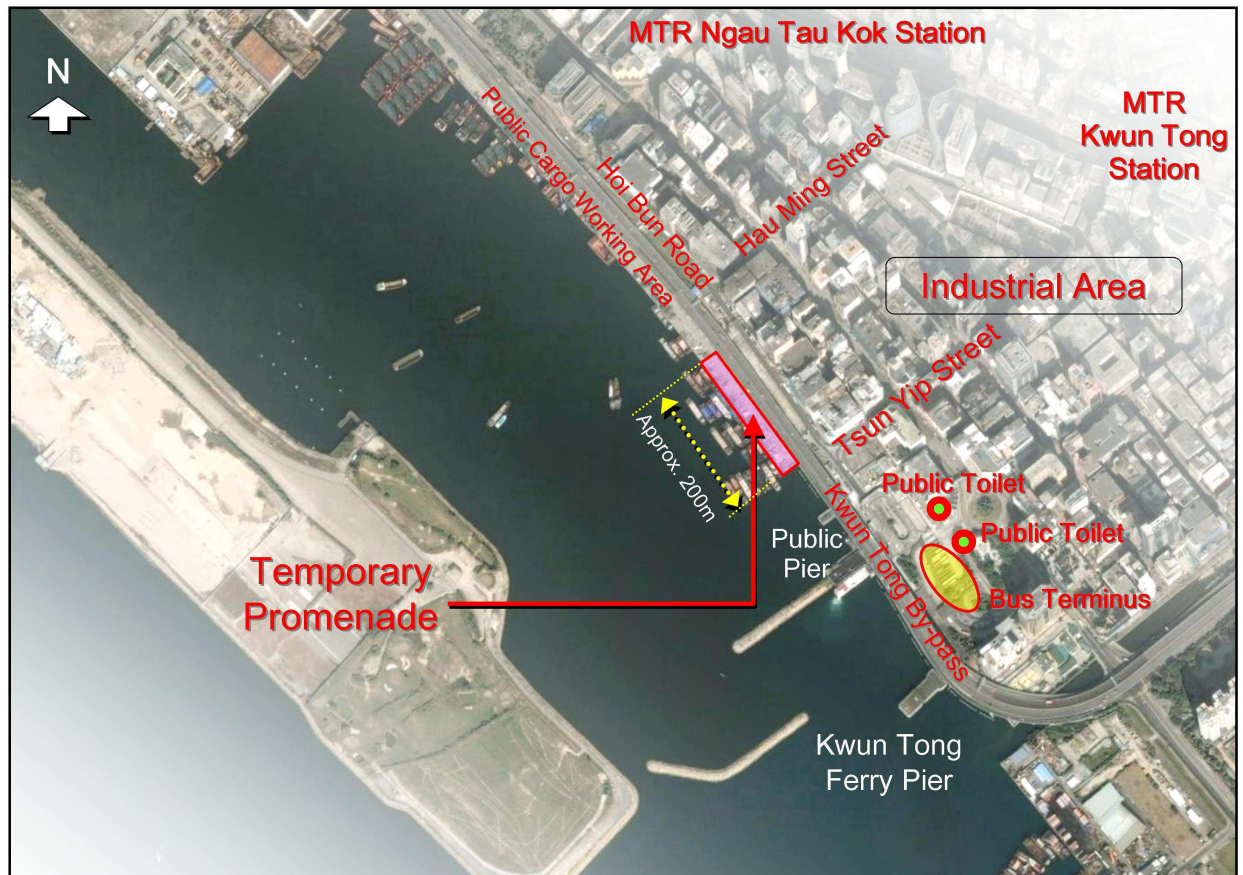 MTR Ngau Tau Kok Station
N
MTR
Kwun Tong
Station
Public Cargo Working Area
Hoi Bun Road
Hau Ming Street
Industrial Area
Tsun Yip Street
Approx. 200m
Public Toilet
Public Toilet
Public
Pier
Kwun Tong By-pass
Temporary
Promenade
Bus Terminus
Kwun Tong
Ferry Pier